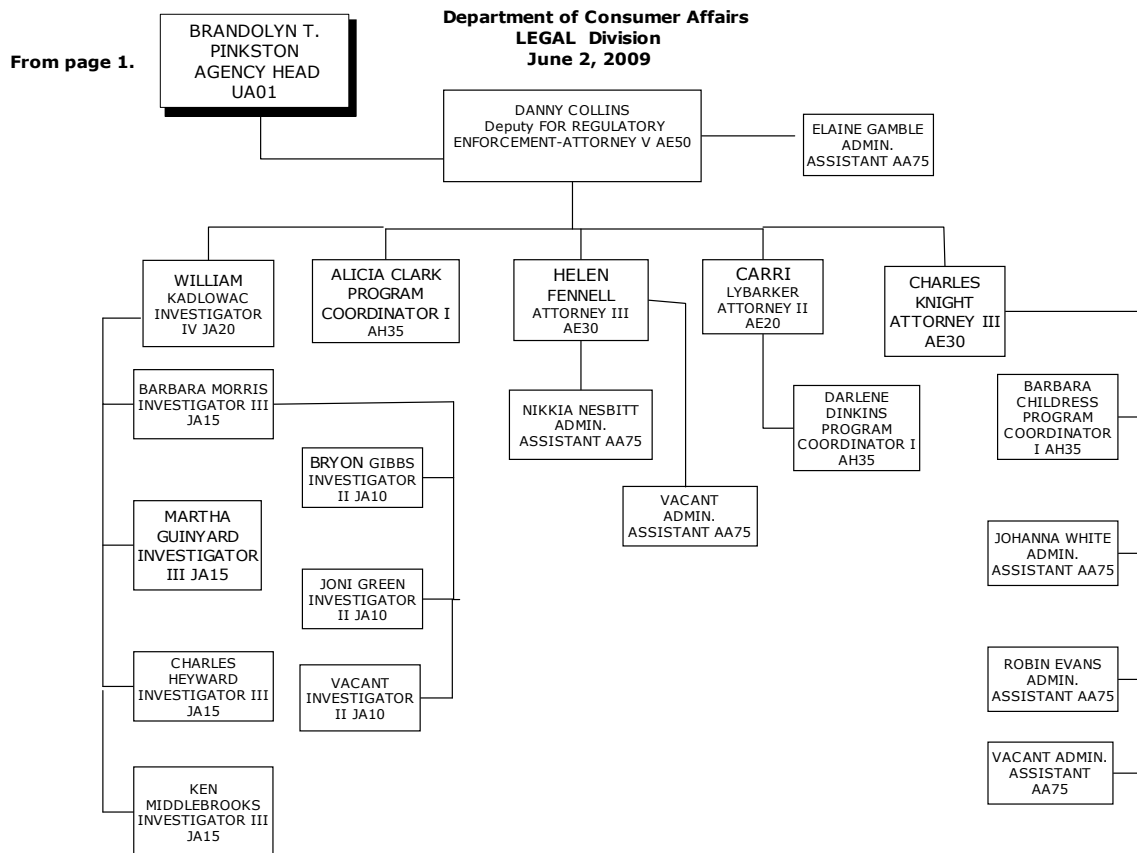 Department of Consumer Affairs
LEGAL  Division
June 2, 2009
From page 1.
BRANDOLYN T.
PINKSTON
AGENCY HEAD
UA01
DANNY COLLINS
Deputy FOR REGULATORY
ENFORCEMENT-ATTORNEY V AE50
ELAINE GAMBLE
ADMIN.
ASSISTANT AA75
WILLIAM
KADLOWAC
INVESTIGATOR
IV JA20
ALICIA CLARK
PROGRAM
COORDINATOR I
AH35
HELEN
FENNELL
ATTORNEY III
AE30
CARRI
LYBARKER
ATTORNEY II
AE20
CHARLES
KNIGHT
ATTORNEY III
AE30
BARBARA MORRIS
INVESTIGATOR III
JA15
NIKKIA NESBITT
ADMIN.
ASSISTANT AA75
DARLENE
DINKINS
PROGRAM
COORDINATOR I
AH35
BARBARA
CHILDRESS
PROGRAM
COORDINATOR
I AH35
BRYON GIBBS
INVESTIGATOR
II JA10
VACANT
ADMIN.
ASSISTANT AA75
MARTHA
GUINYARD
INVESTIGATOR
III JA15
JOHANNA WHITE
ADMIN.
ASSISTANT AA75
JONI GREEN
INVESTIGATOR
II JA10
CHARLES
HEYWARD
INVESTIGATOR III
JA15
VACANT
INVESTIGATOR
II JA10
ROBIN EVANS
ADMIN.
ASSISTANT AA75
VACANT ADMIN.
ASSISTANT
AA75
KEN
MIDDLEBROOKS
INVESTIGATOR III
JA15